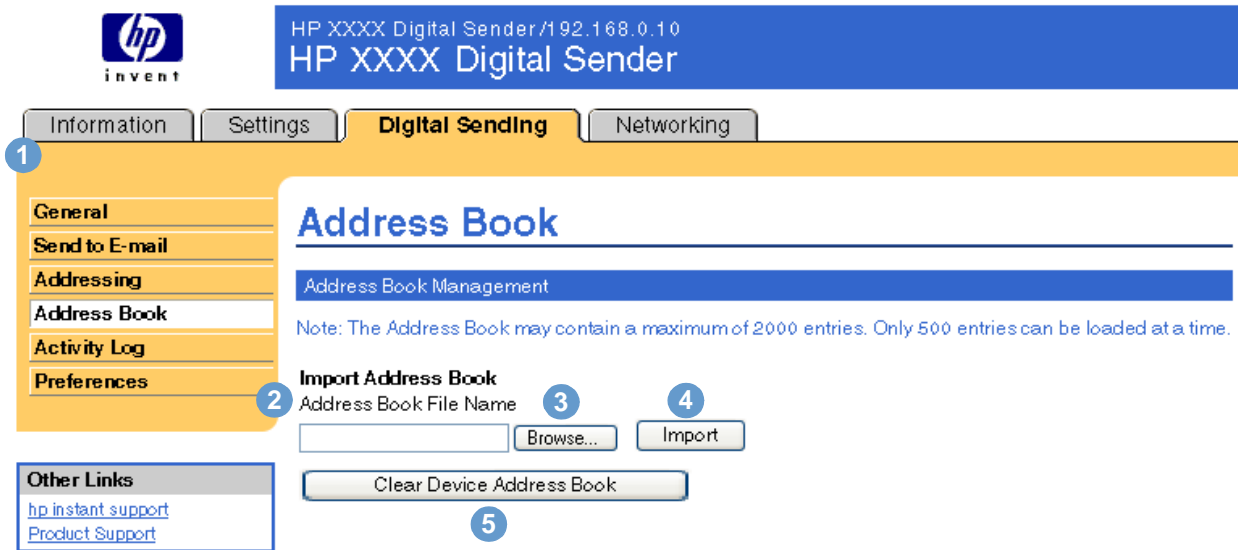 hp
invent
HP XXXX Digital Sender/192.168.0.10
HP XXXX Digital Sender
Information
Settings
Digital Sending
Networking
1
General
Send to E-mail
Addressing
Address Book
Activity Log
Preferences
Other Links
hp instant support
Product Support
Address Book
Address Book Management
Note: The Address Book may contain a maximum of 2000 entries. Only 500 entries can be loaded at a time.
Import Address Book
2
Address Book File Name
3
4
Browse...
Import
Clear Device Address Book
5